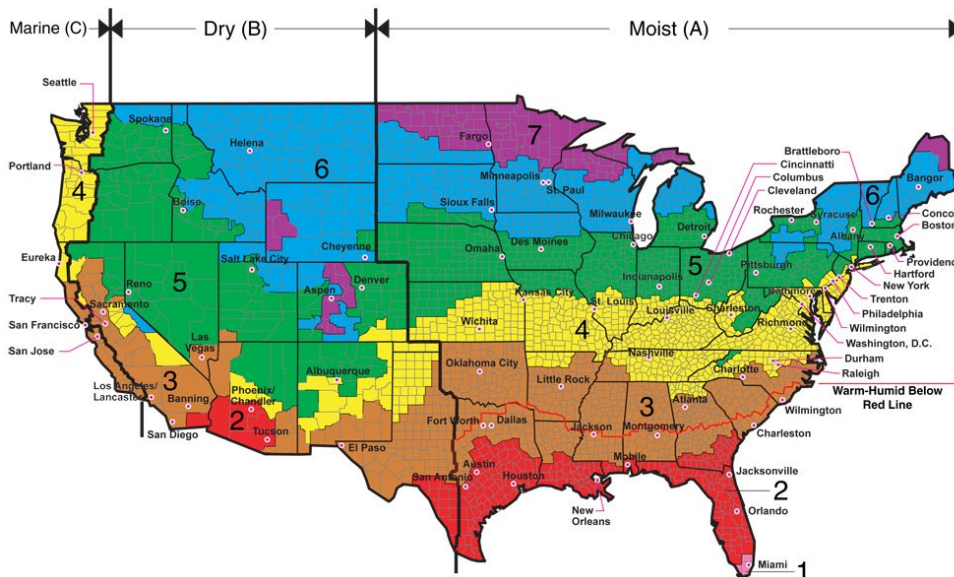 Marine (C)
Dry (B)
Moist (A)
Seattle
Spokane
Helena
6
Fargo
7
Brattleboro
Cincinnatti
Columbus
Cleveland
Portland
4
Minneapolis
St. Paul
6
Bangor
Boise
Sioux Falls
Milwaukee
Rochester
Syracuse
Concor
Boston
Cheyenne
Chicago
Detroit
Albany
Eureka
Salt Lake City
Omaha
Des Moines
5
Pittsburgh
Providenc
Hartford
Reno
5
Denver
Indianapolis
New York
Tracy
Aspen
Kansas City
St. Louis
Charleston
Baltimore
Trenton
Sacramento
Philadelphia
San Francisco
Wichita
4
Louisville
Richmond
Wilmington
San Jose
Las
Vegas
Nashville
Washington, D.C.
Durham
Oklahoma City
Charlotte
Raleigh
3
Albuquerque
Little Rock
Los Angeles/
Lancaster
Phoenix/
Chandler
Warm-Humid Below
Red Line
Banning
3
Atlanta
Wilmington
2
San Diego
Tucson
Fort Worth
Dallas
Jackson
Montgomery
Charleston
El Paso
Mobile
Austin
San Antonio
Houston
Jacksonville
2
New
Orleans
Orlando
Miami
1